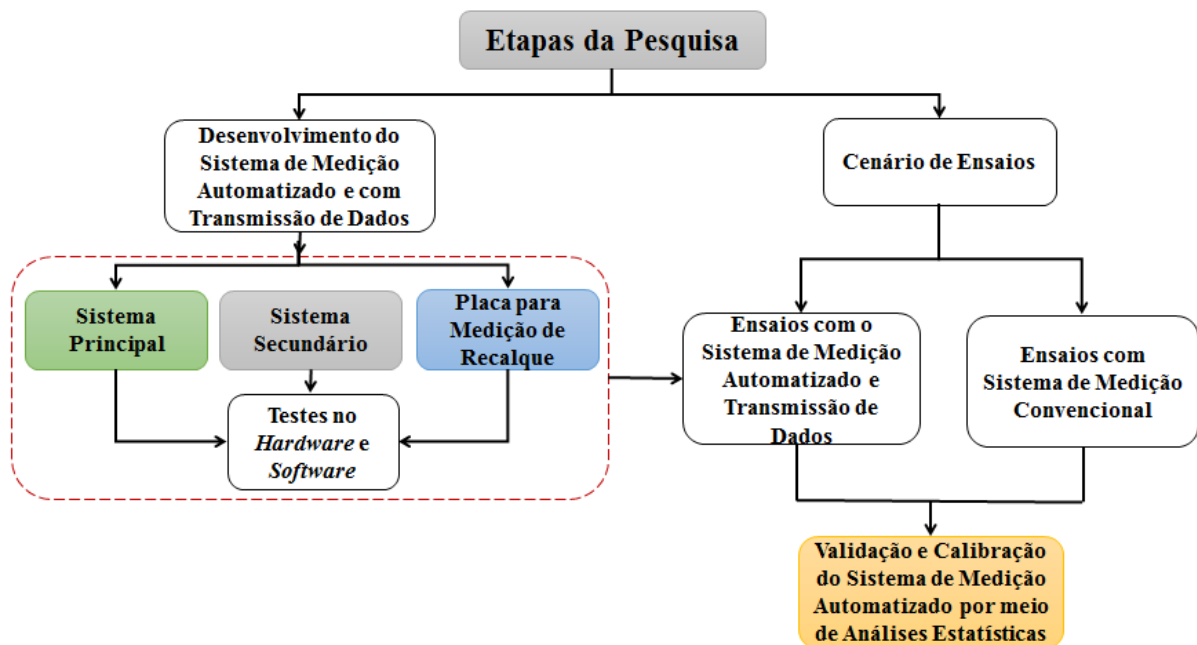 Etapas da Pesquisa
Desenvolvimento do
Sistema de Medição
Automatizado e com
Transmissão de Dados
Cenário de Ensaios
Sistema
Principal
Sistema
Secundário
Placa para
Medição de
Recalque
Testes no
Hardware e
Software
Ensaios com o
Sistema de Medição
Automatizado e
Transmissão de
Dados
Ensaios com
Sistema de Medição
Convencional
Validação e Calibração
do Sistema de Medição
Automatizado por meio
de Análises Estatísticas